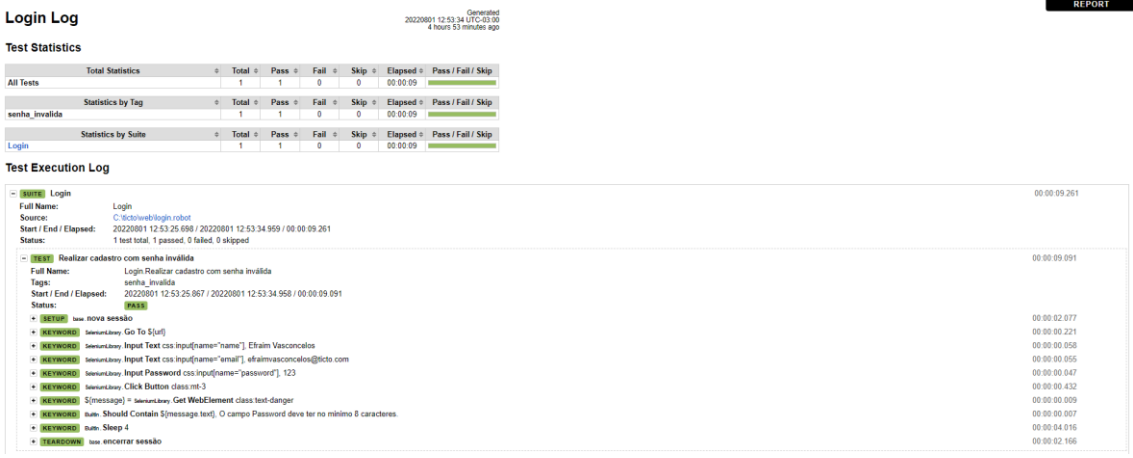 REPORT
Login Log
Generated
20220801 12:53:34 UTC-03:00
4 hours 53 minutes ago
Test Statistics
Total Statistics Total Pass Fail Skip Elapsed Pass / Fail / Skip
All Tests 1 1 0 0 00:00:09
Statistics by Tag Total Pass Fail Skip Elapsed Pass / Fail / Skip
senha_invalida 1 1 0 0 00:00:09
Statistics by Suite Total Pass Fail Skip Elapsed Pass / Fail / Skip
Login 1 1 0 0 00:00:09
Test Execution Log
- SUITE Login 00:00:09.261
Full Name: Login
Source: C:\ticto\web\login.robot
Start / End / Elapsed: 20220801 12:53:25.698 / 20220801 12:53:34.959 / 00:00:09.261
Status: 1 test total, 1 passed, 0 failed, 0 skipped
- TEST Realizar cadastro com senha inválida 00:00:09.091
Full Name: Login.Realizar cadastro com senha inválida
Tags: senha_invalida
Start / End / Elapsed: 20220801 12:53:25.867 / 20220801 12:53:34.958 / 00:00:09.091
Status: PASS
+ SETUP base.nova sessão 00:00:02.077
+ KEYWORD SeleniumLibrary.Go To ${url} 00:00:00.221
+ KEYWORD SeleniumLibrary.Input Text css:input[name="name"], Efraim Vasconcelos 00:00:00.058
+ KEYWORD SeleniumLibrary.Input Text css:input[name="email"], efraimvasconcelos@ticto.com 00:00:00.055
+ KEYWORD SeleniumLibrary.Input Password css:input[name="password"], 123 00:00:00.047
+ KEYWORD SeleniumLibrary.Click Button class:mt-3 00:00:00.432
+ KEYWORD ${message} = SeleniumLibrary.Get WebElement class:text-danger 00:00:00.009
+ KEYWORD BuiltIn.Should Contain ${message.text}, O campo Password deve ter no mínimo 8 caracteres. 00:00:00.007
+ KEYWORD BuiltIn.Sleep 4 00:00:04.016
+ TEARDOWN base.encerrar sessão 00:00:02.166